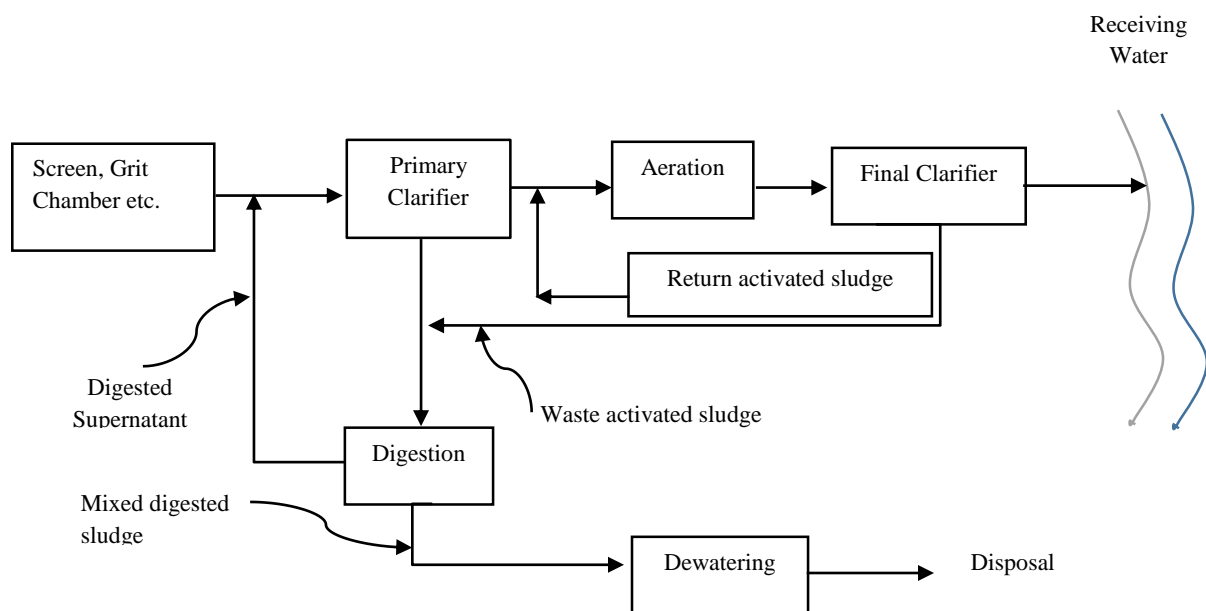 Receiving
Water
Screen, Grit
Chamber etc.
Primary
Clarifier
Aeration
Final Clarifier
Return activated sludge
Digested
Supernatant
Waste activated sludge
Digestion
Mixed digested
sludge
Dewatering
Disposal